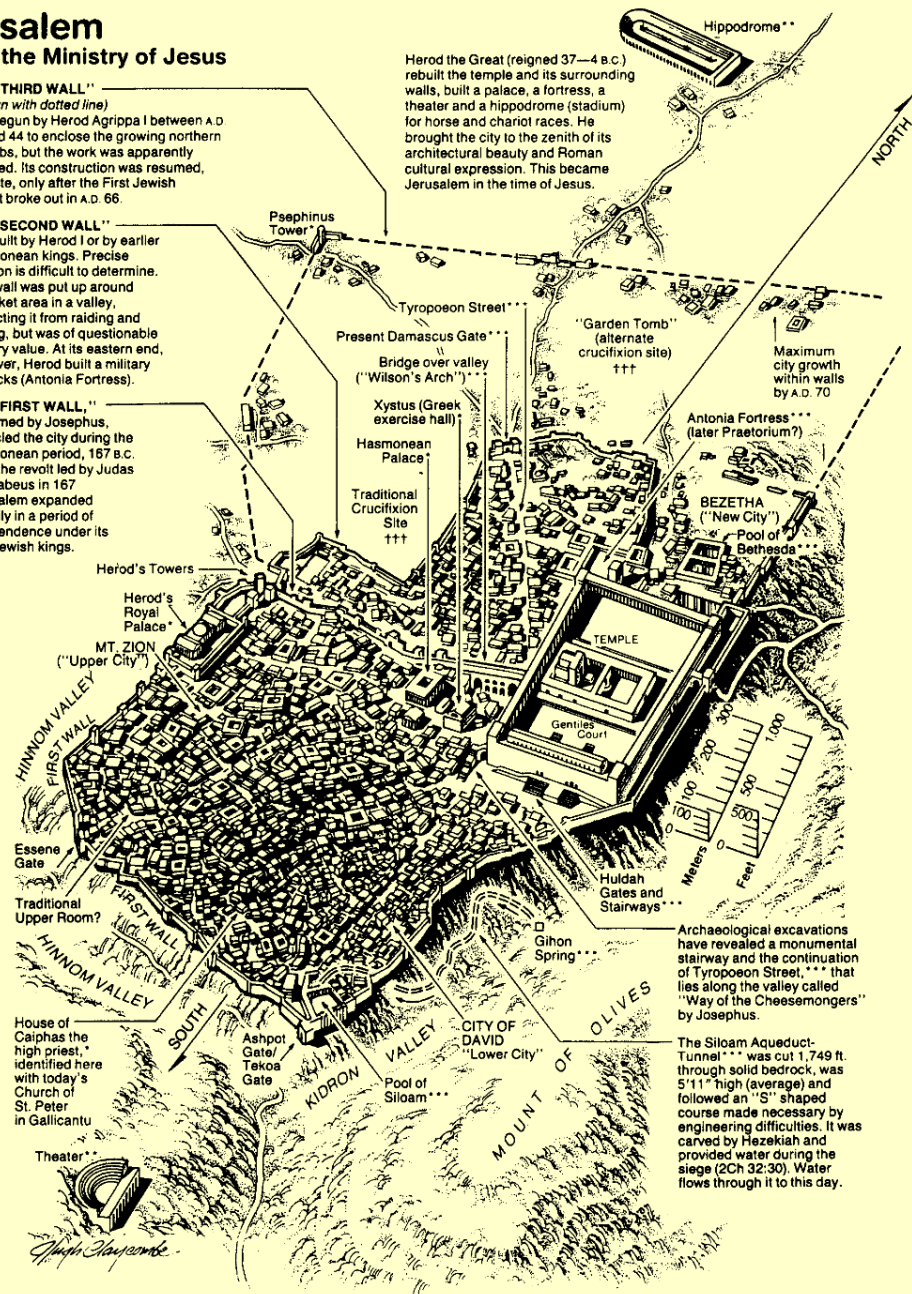 salem
the Ministry of Jesus
THIRD WALL"
n with dotted line)
egun by Herod Agrippa I between A.D.
d 44 to enclose the growing northern
bs, but the work was apparently
ed. Its construction was resumed,
te, only after the First Jewish
t broke out in A.D. 66.
SECOND WALL"
uilt by Herod I or by earlier
onean kings. Precise
on is difficult to determine.
wall was put up around
ket area in a valley,
cting it from raiding and
g, but was of questionable
ry value. At its eastern end,
ver, Herod built a military
cks (Antonia Fortress).
FIRST WALL,"
med by Josephus,
led the city during the
onean period, 167 B.C.
he revolt led by Judas
abeus in 167
salem expanded
ly in a period of
endence under its
ewish kings.
Herod the Great (reigned 37—4 B.C.)
rebuilt the temple and its surrounding
walls, built a palace, a fortress, a
theater and a hippodrome (stadium)
for horse and chariot races. He
brought the city to the zenith of its
architectural beauty and Roman
cultural expression. This became
Jerusalem in the time of Jesus.
Hippodrome**
NORTH
Psephinus
Tower*
Tyropoeon Street***
Present Damascus Gate***
Bridge over valley
("Wilson's Arch")***
Xystus (Greek
exercise hall)*
Hasmonean
Palace*
Traditional
Crucifixion
Site
†††
"Garden Tomb"
(alternate
crucifixion site)
†††
Maximum
city growth
within walls
by A.D. 70
Antonia Fortress***
(later Praetorium?)
BEZETHA
("New City")
Pool of
Bethesda***
Herod's Towers
Herod's
Royal
Palace*
MT. ZION
("Upper City")
HINNOM VALLEY
FIRST WALL
TEMPLE
Gentiles
Court
300
200
100
100
0
Meters
1,000
500
500
0
Feet
Essene
Gate
Traditional
Upper Room?
FIRST WALL
HINNOM VALLEY
SOUTH
House of
Caiphas the
high priest,*
identified here
with today's
Church of
St. Peter
in Gallicantu
Ashpot
Gate/
Tekoa
Gate
KIDRON VALLEY
Pool of
Siloam***
CITY OF
DAVID
"Lower City"
MOUNT OF OLIVES
Gihon
Spring***
Huldah
Gates and
Stairways***
Archaeological excavations
have revealed a monumental
stairway and the continuation
of Tyropoeon Street,*** that
lies along the valley called
"Way of the Cheesemongers"
by Josephus.
The Siloam Aqueduct-
Tunnel*** was cut 1,749 ft.
through solid bedrock, was
5'11" high (average) and
followed an "S" shaped
course made necessary by
engineering difficulties. It was
carved by Hezekiah and
provided water during the
siege (2Ch 32:30). Water
flows through it to this day.
Theater**
Hugh Claycombe